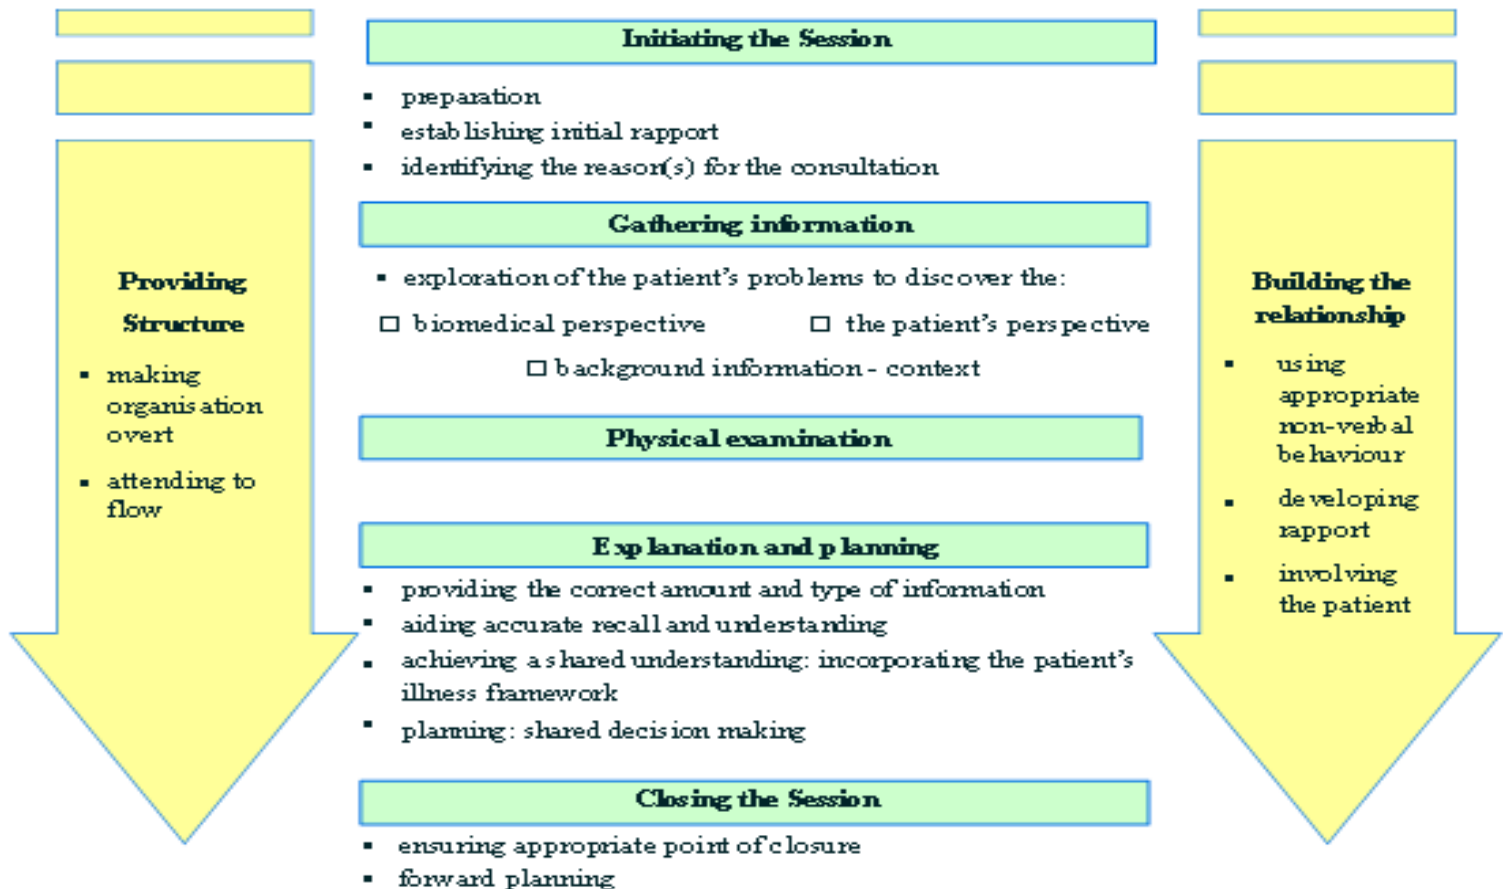 Initiating the Session
▪ preparation
▪ establishing initial rapport
▪ identifying the reason(s) for the consultation
Gathering information
▪ exploration of the patient's problems to discover the:
□ biomedical perspective □ the patient's perspective
□ background information - context
Physical examination
Explanation and planning
▪ providing the correct amount and type of information
▪ aiding accurate recall and understanding
▪ achieving a shared understanding: incorporating the patient's
illness framework
▪ planning: shared decision making
Closing the Session
▪ ensuring appropriate point of closure
▪ forward planning
Providing
Structure
▪ making
organisation
overt
▪ attending to
flow
Building the
relationship
▪ using
appropriate
non-verbal
behaviour
▪ developing
rapport
▪ involving
the patient